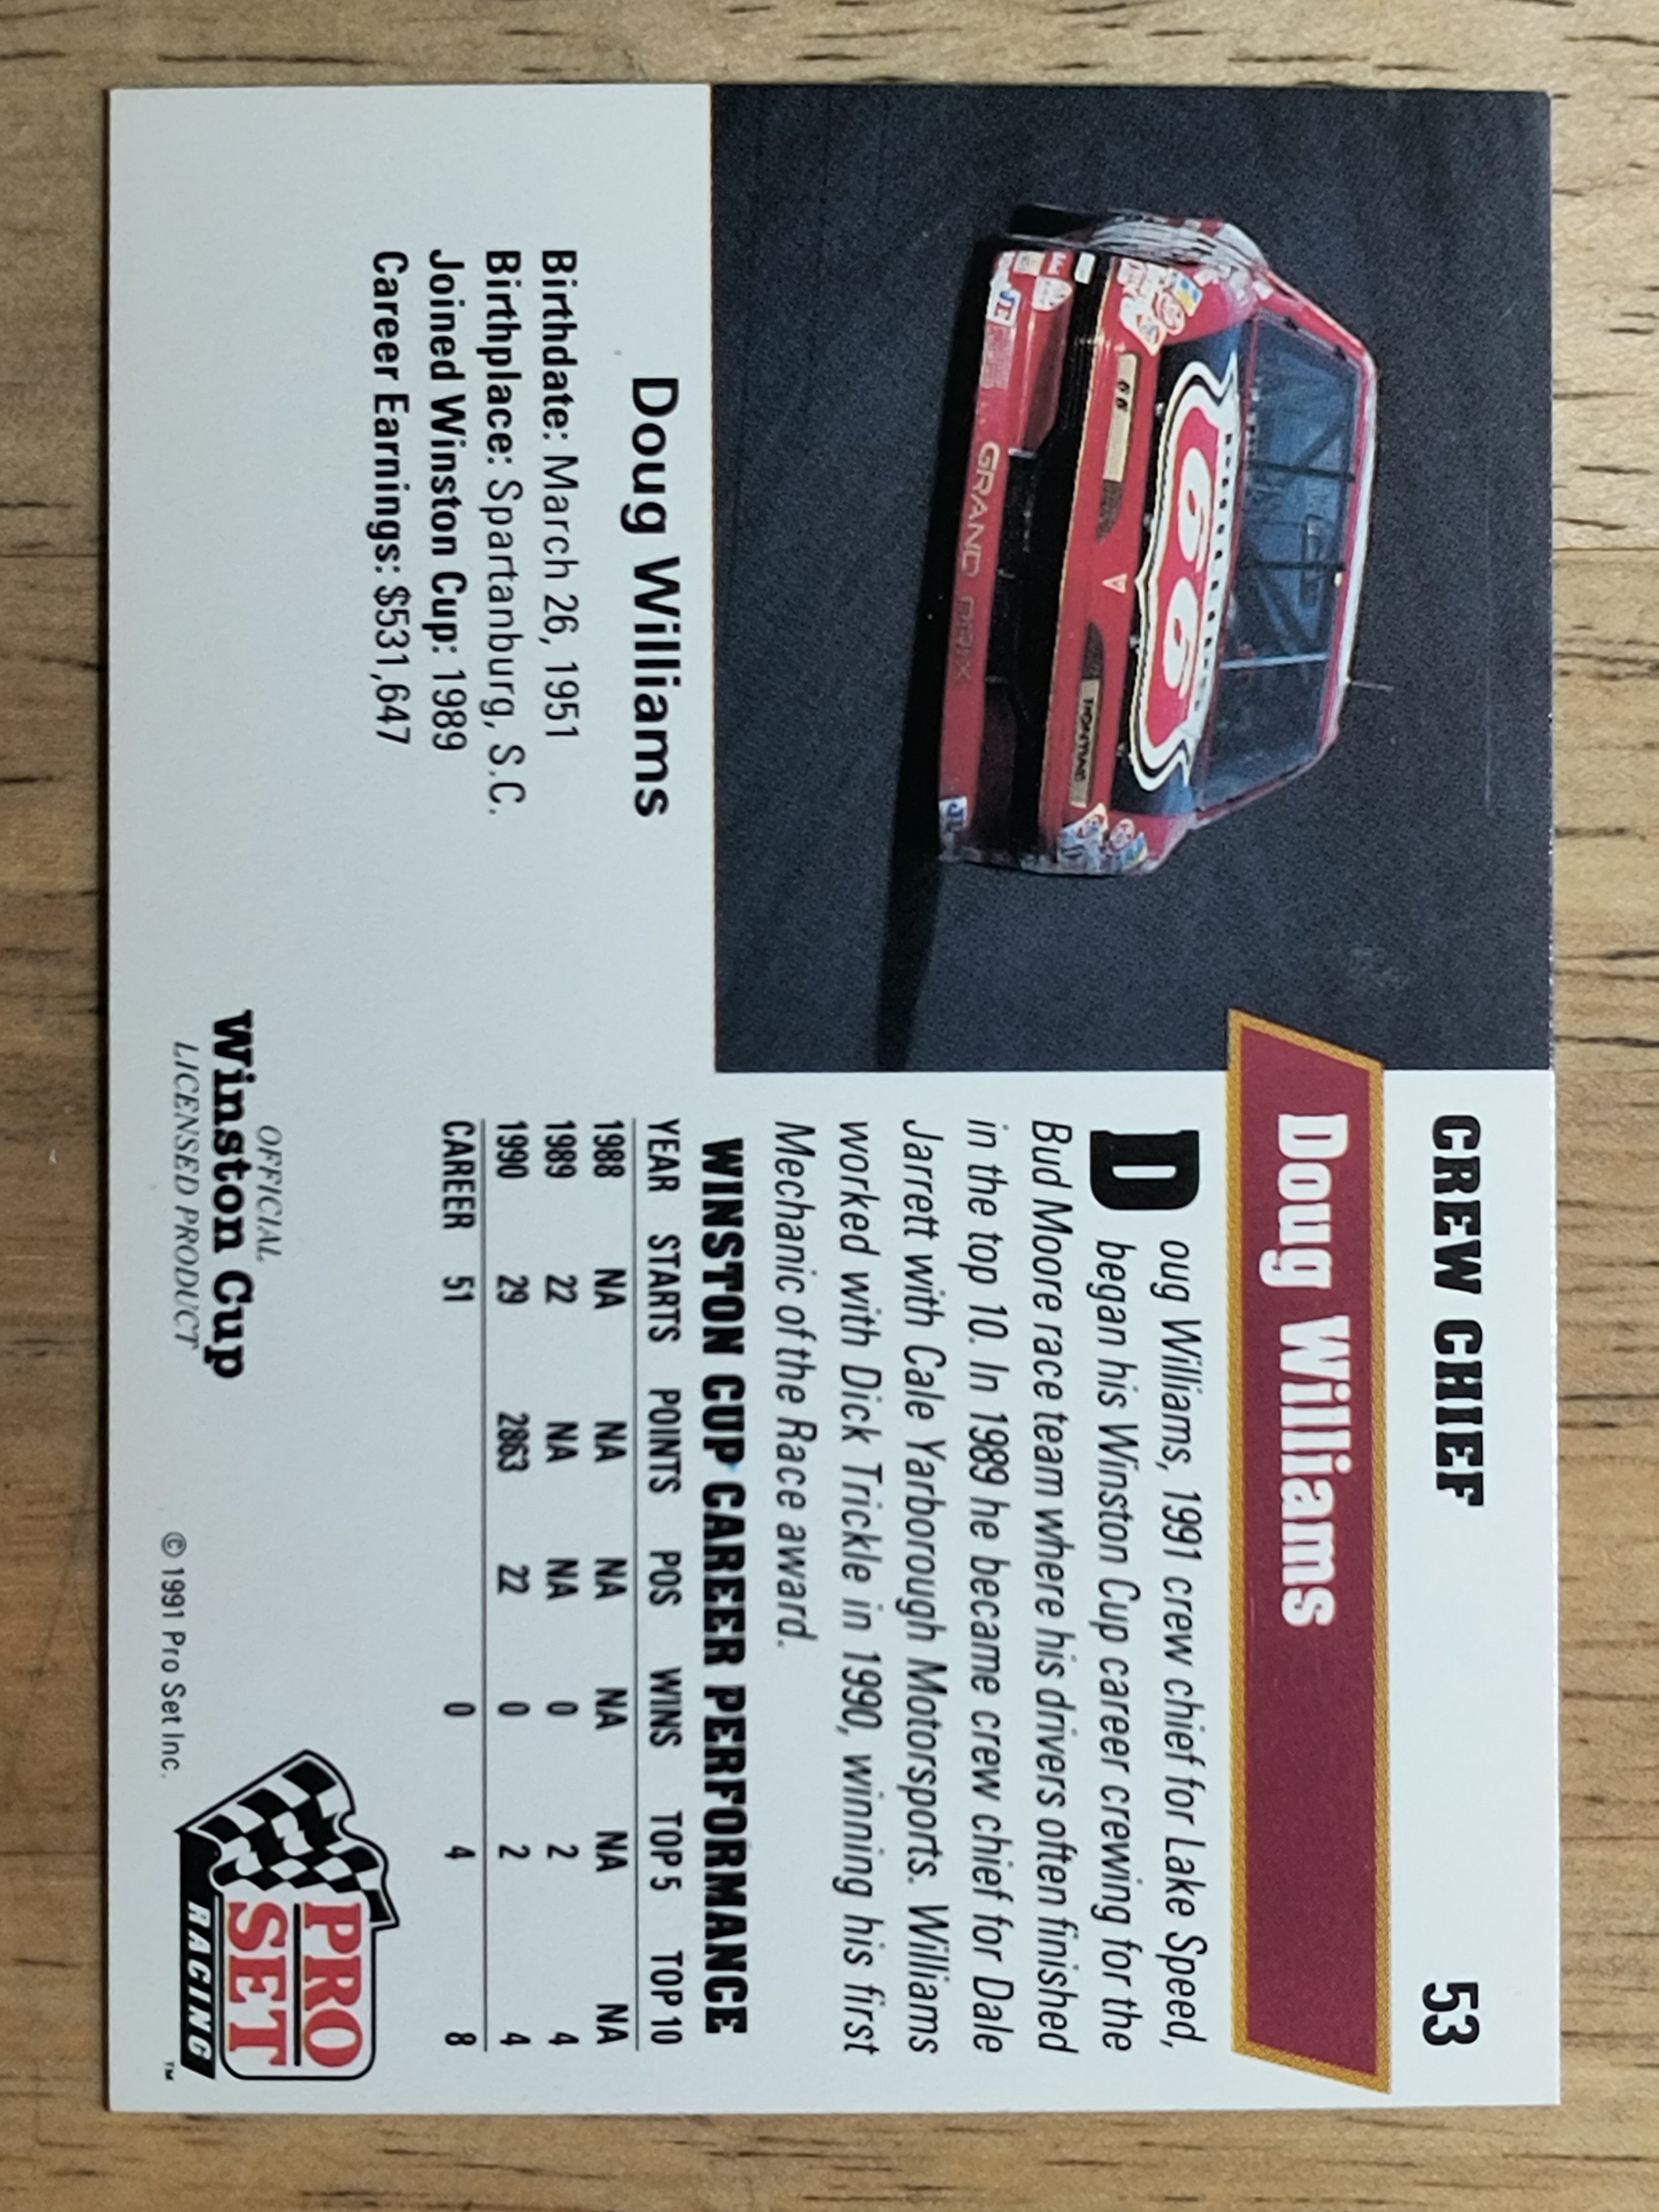 CREW CHIEF 53
Doug Williams
Doug Williams, 1991 crew chief for Lake Speed,
began his Winston Cup career crewing for the
Bud Moore race team where his drivers often finished
in the top 10. In 1989 he became crew chief for Dale
Jarrett with Cale Yarborough Motorsports. Williams
worked with Dick Trickle in 1990, winning his first
Mechanic of the Race award.
WINSTON CUP CAREER PERFORMANCE
YEAR STARTS POINTS POS WINS TOP 5 TOP 10
1988 NA NA NA NA NA NA
1989 22 NA NA 0 2 4
1990 29 2863 22 0 2 4
CAREER 51 0 4 8
66
66
PONTIAC
GRAND PRIX
Doug Williams
Birthdate: March 26, 1951
Birthplace: Spartanburg, S.C.
Joined Winston Cup: 1989
Career Earnings: $531,647
OFFICIAL
Winston Cup
LICENSED PRODUCT
© 1991 Pro Set Inc.
PRO
SET
RACING
TM